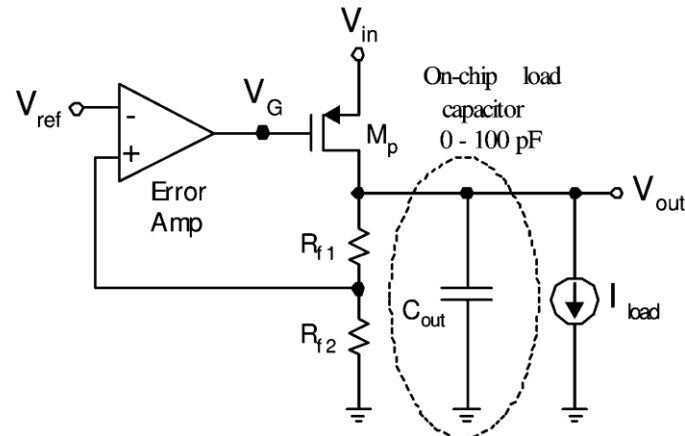 V_in
On-chip load
capacitor
0 - 100 pF
V_ref
-
+
V_G
M_p
Error
Amp
V_out
R_f1
C_out
I_load
R_f2